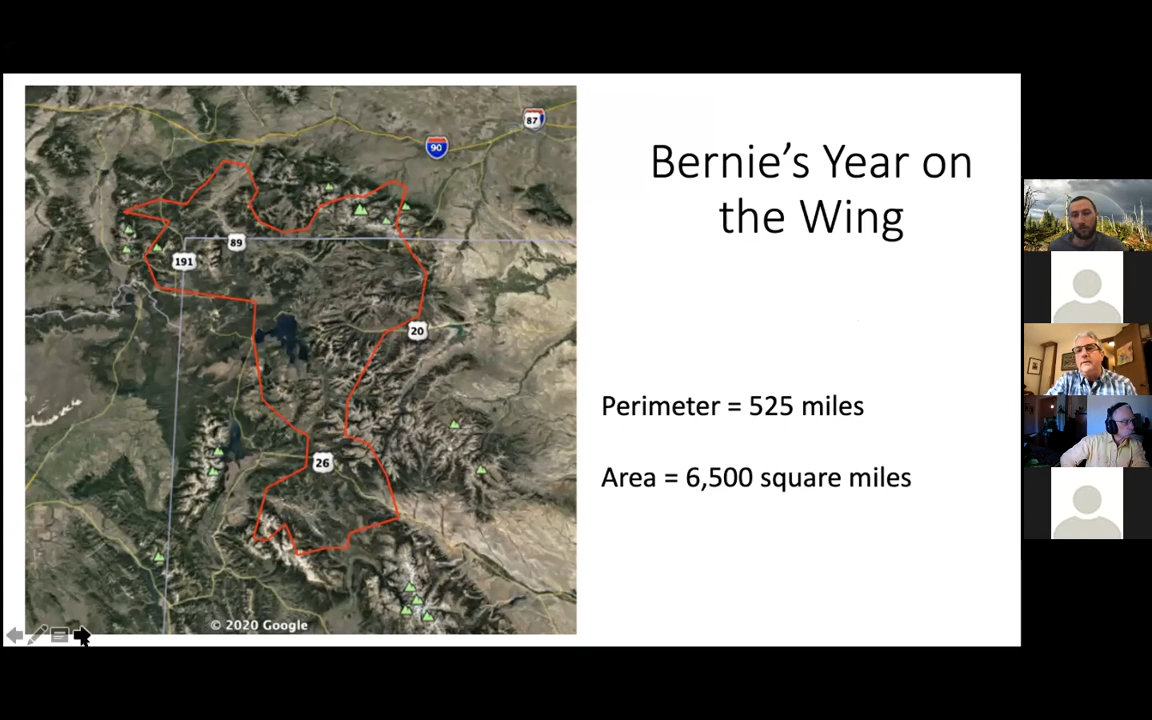 87
90
89
191
20
26
© 2020 Google
Bernie’s Year on
the Wing
Perimeter = 525 miles
Area = 6,500 square miles